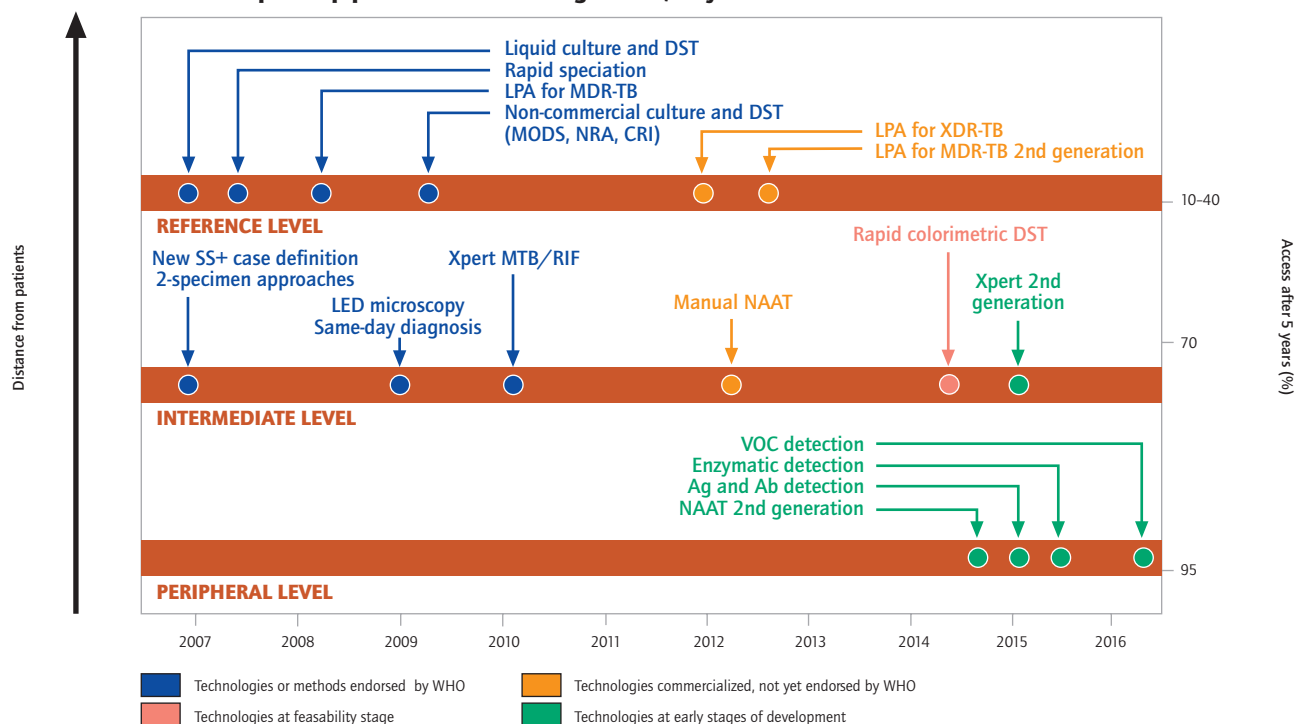 Liquid culture and DST
Rapid speciation
LPA for MDR-TB
Non-commercial culture and DST
(MODS, NRA, CRI)
LPA for XDR-TB
LPA for MDR-TB 2nd generation
10-40
REFERENCE LEVEL
Rapid colorimetric DST
New SS+ case definition
2-specimen approaches
Xpert MTB/RIF
LED microscopy
Same-day diagnosis
Manual NAAT
Xpert 2nd
generation
70
INTERMEDIATE LEVEL
VOC detection
Enzymatic detection
Ag and Ab detection
NAAT 2nd generation
95
PERIPHERAL LEVEL
Distance from patients
Access after 5 years (%)
2007 2008 2009 2010 2011 2012 2013 2014 2015 2016
Technologies or methods endorsed by WHO
Technologies commercialized, not yet endorsed by WHO
Technologies at feasability stage
Technologies at early stages of development